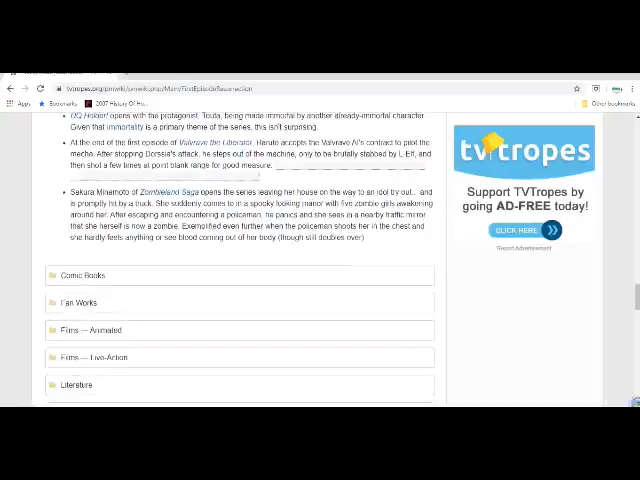 tvtropes.org/pmwiki/pmwiki.php/Main/FirstEpisodeResurrection
Apps
Bookmarks
2007 History Of Ho...
Other bookmarks
UQ Holder! opens with the protagonist, Touta, being made immortal by another already-immortal character
Given that immortality is a primary theme of the series, this isn't surprising.
At the end of the first episode of Valvrave the Liberator, Haruto accepts the Valvrave AI's contract to pilot the
mecha. After stopping Dorssia's attack, he steps out of the machine, only to be brutally stabbed by L-Elf, and
then shot a few times at point blank range for good measure.
Sakura Minamoto of Zombieland Saga opens the series leaving her house on the way to an idol try out... and
is promptly hit by a truck. She suddenly comes to in a spooky looking manor with five zombie girls awakening
around her. After escaping and encountering a policeman, he panics and she sees in a nearby traffic mirror
that she herself is now a zombie. Exemplified even further when the policeman shoots her in the chest and
she hardly feels anything or see blood coming out of her body (though still doubles over)
Comic Books
Fan Works
Films — Animated
Films — Live-Action
Literature
tvtropes
Support TVTropes by
going AD-FREE today!
CLICK HERE
Report Advertisement